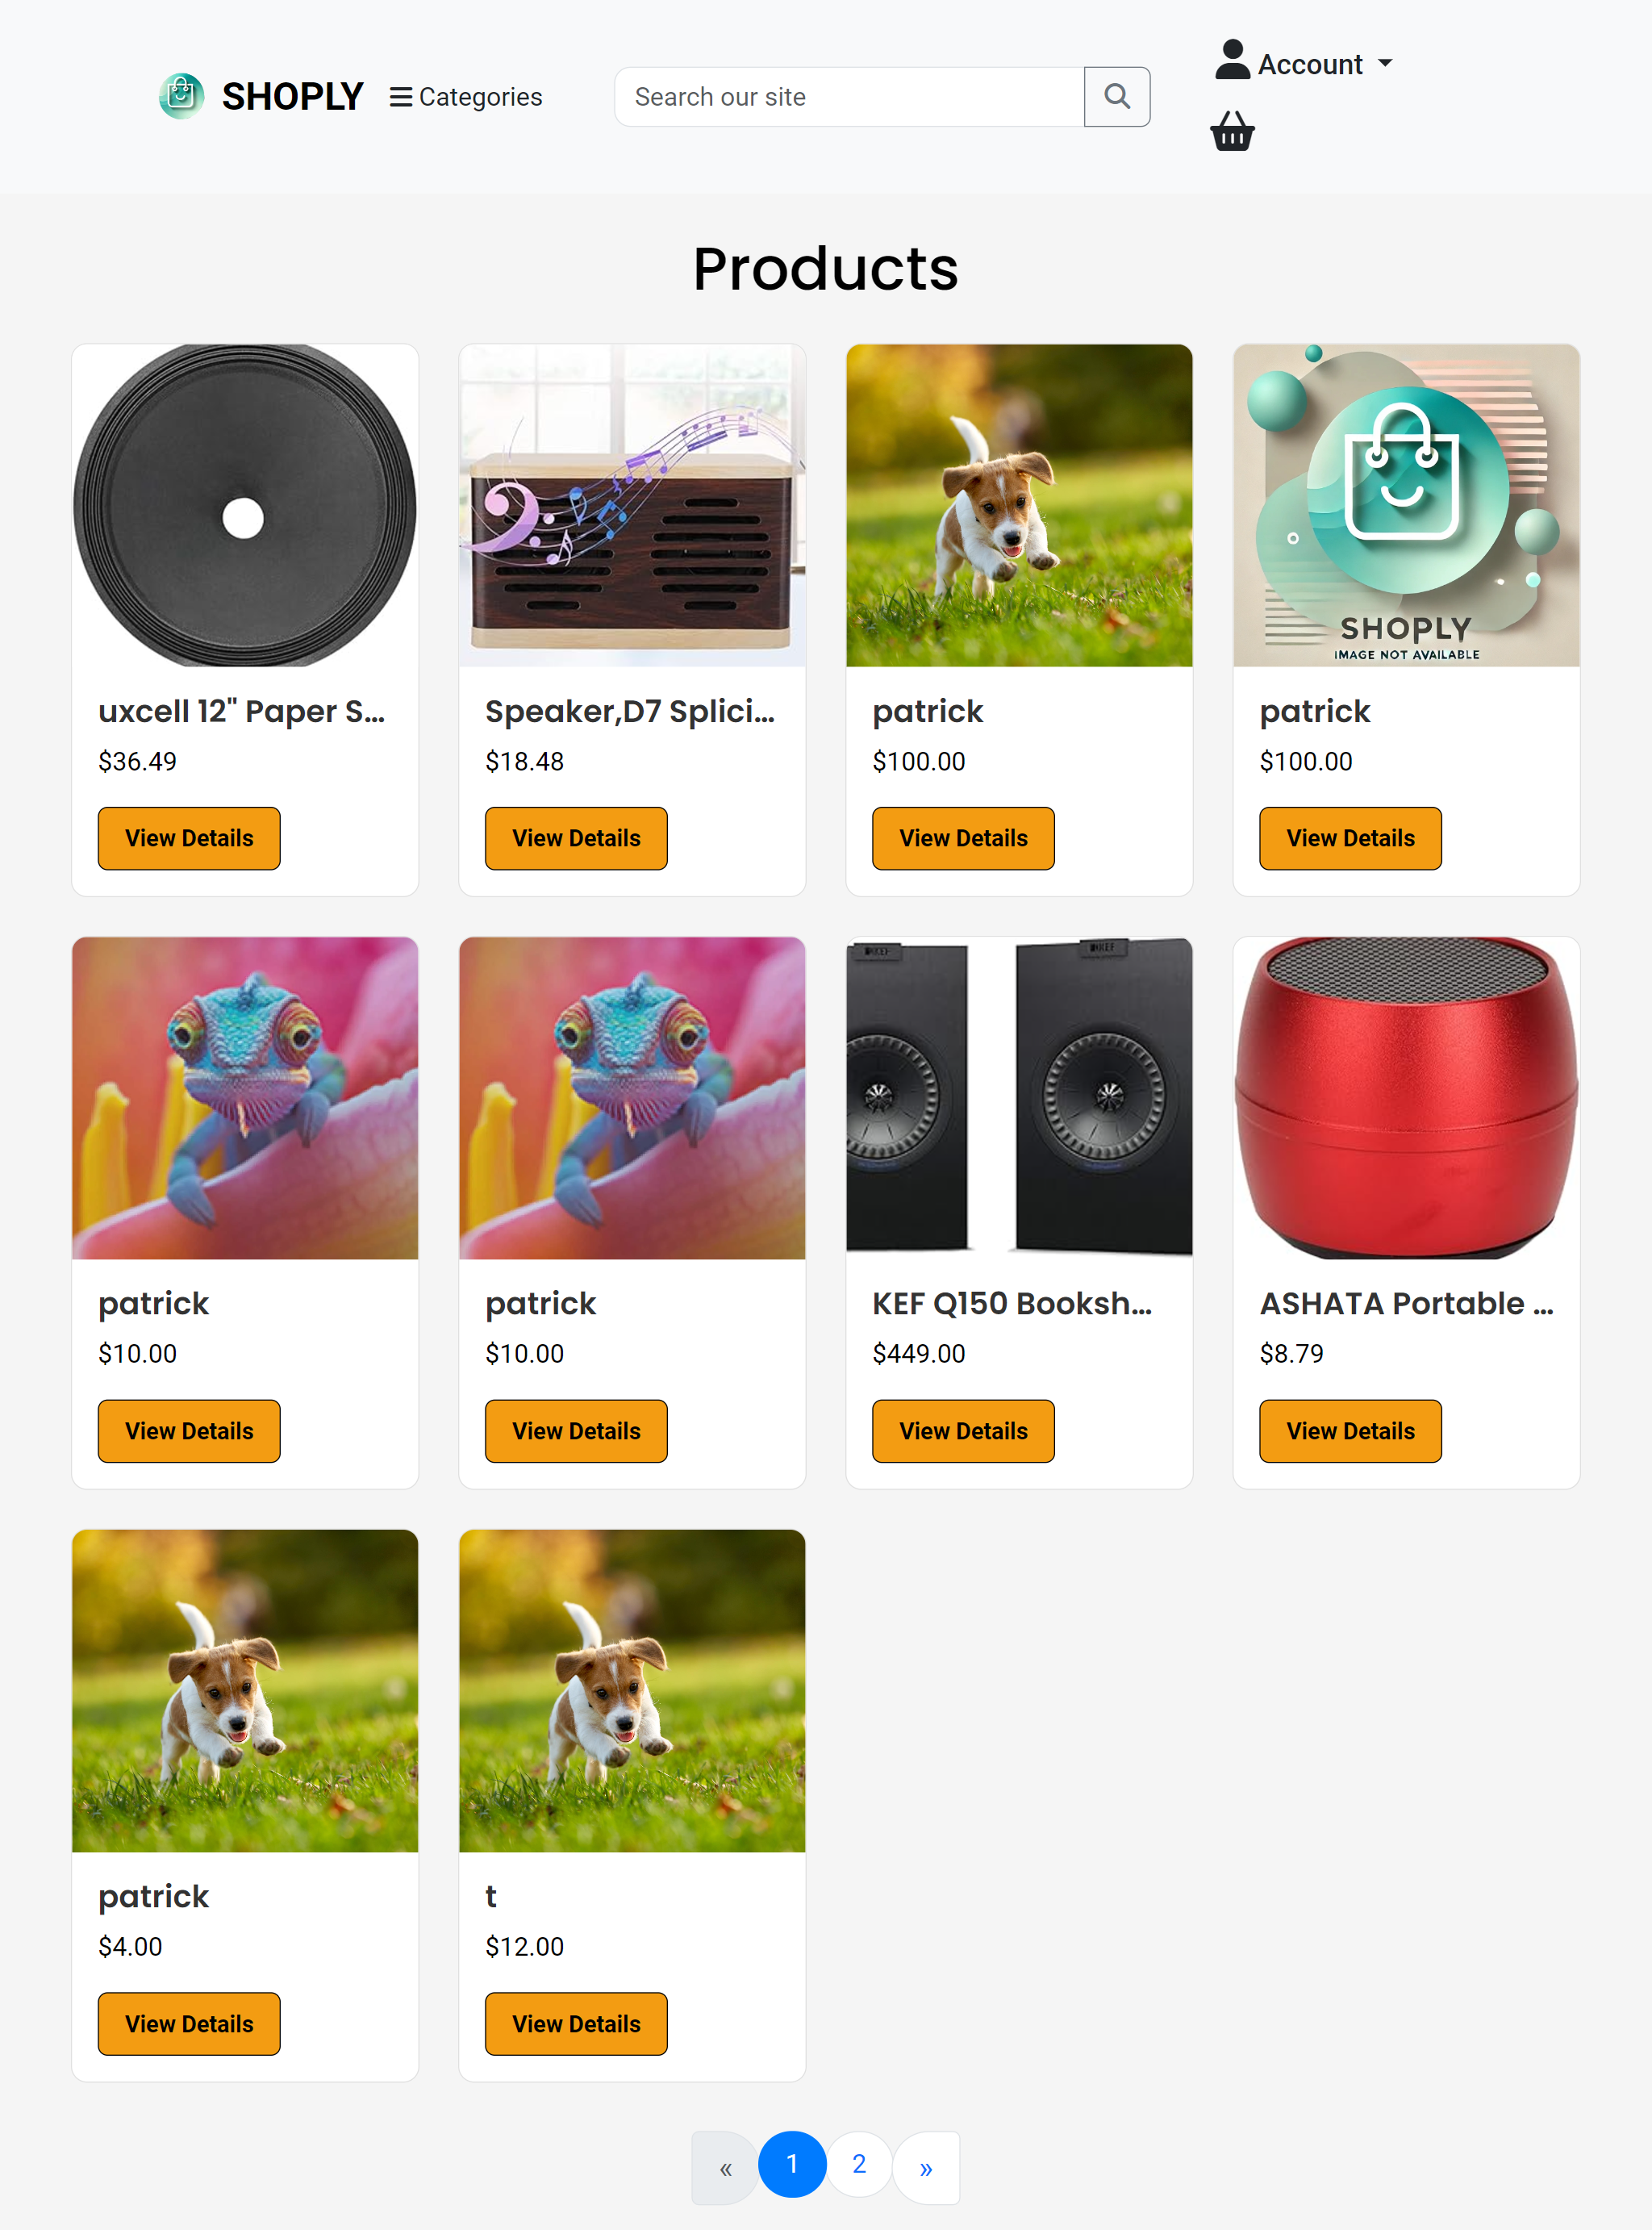 SHOPLY
Categories
Search our site
Account
Products
SHOPLY
IMAGE NOT AVAILABLE
uxcell 12" Paper S...
$36.49
View Details
Speaker,D7 Splici...
$18.48
View Details
patrick
$100.00
View Details
patrick
$100.00
View Details
KEF
KEF
patrick
$10.00
View Details
patrick
$10.00
View Details
KEF Q150 Booksh...
$449.00
View Details
ASHATA Portable ...
$8.79
View Details
patrick
$4.00
View Details
t
$12.00
View Details
«
1
2
»